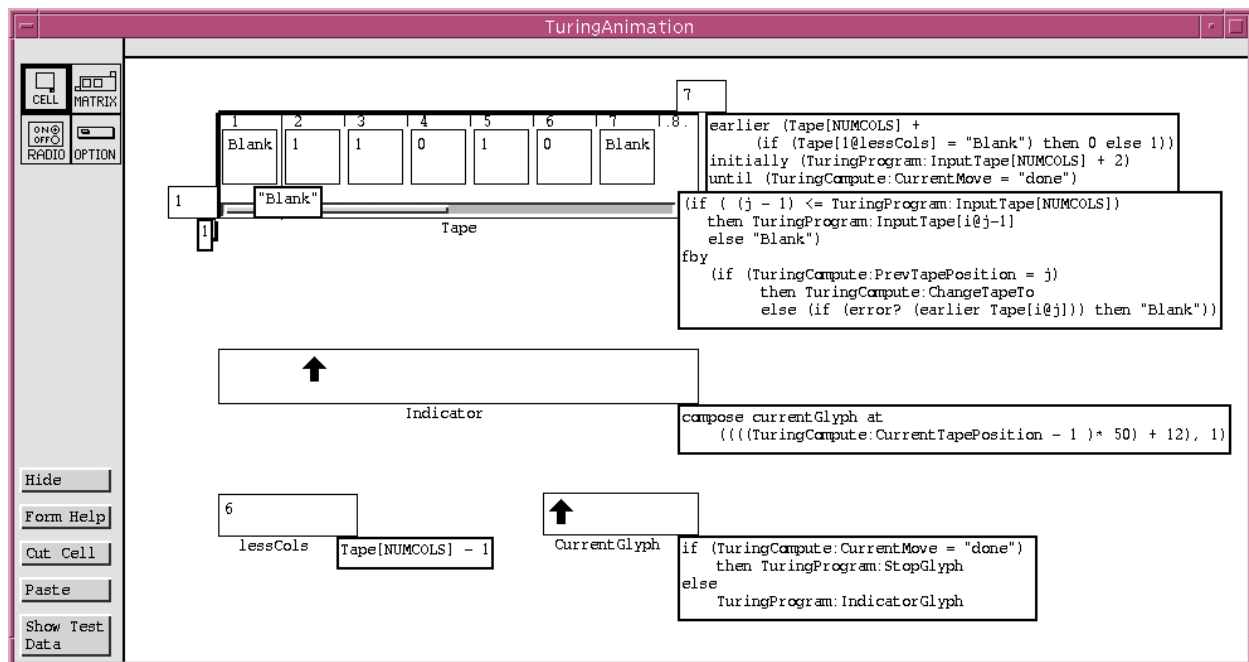 TuringAnimation
CELL
MATRIX
ON
OFF
RADIO
OPTION
7
1 2 3 4 5 6 7 .8.
Blank 1 1 0 1 0 Blank
earlier (Tape[NUMCOLS] +
(if (Tape[1@lessCols] = "Blank") then 0 else 1))
initially (TuringProgram:InputTape[NUMCOLS] + 2)
until (TuringCompute:CurrentMove = "done")
1
"Blank"
1
Tape
(if ( (j - 1) <= TuringProgram:InputTape[NUMCOLS])
then TuringProgram:InputTape[i@j-1]
else "Blank")
fby
(if (TuringCompute:PrevTapePosition = j)
then TuringCompute:ChangeTapeTo
else (if (error? (earlier Tape[i@j])) then "Blank"))
Indicator
compose currentGlyph at
((((TuringCompute:CurrentTapePosition - 1 )* 50) + 12), 1)
Hide
Form Help
Cut Cell
Paste
Show Test
Data
6
lessCols
Tape[NUMCOLS] - 1
CurrentGlyph
if (TuringCompute:CurrentMove = "done")
then TuringProgram:StopGlyph
else
TuringProgram:IndicatorGlyph